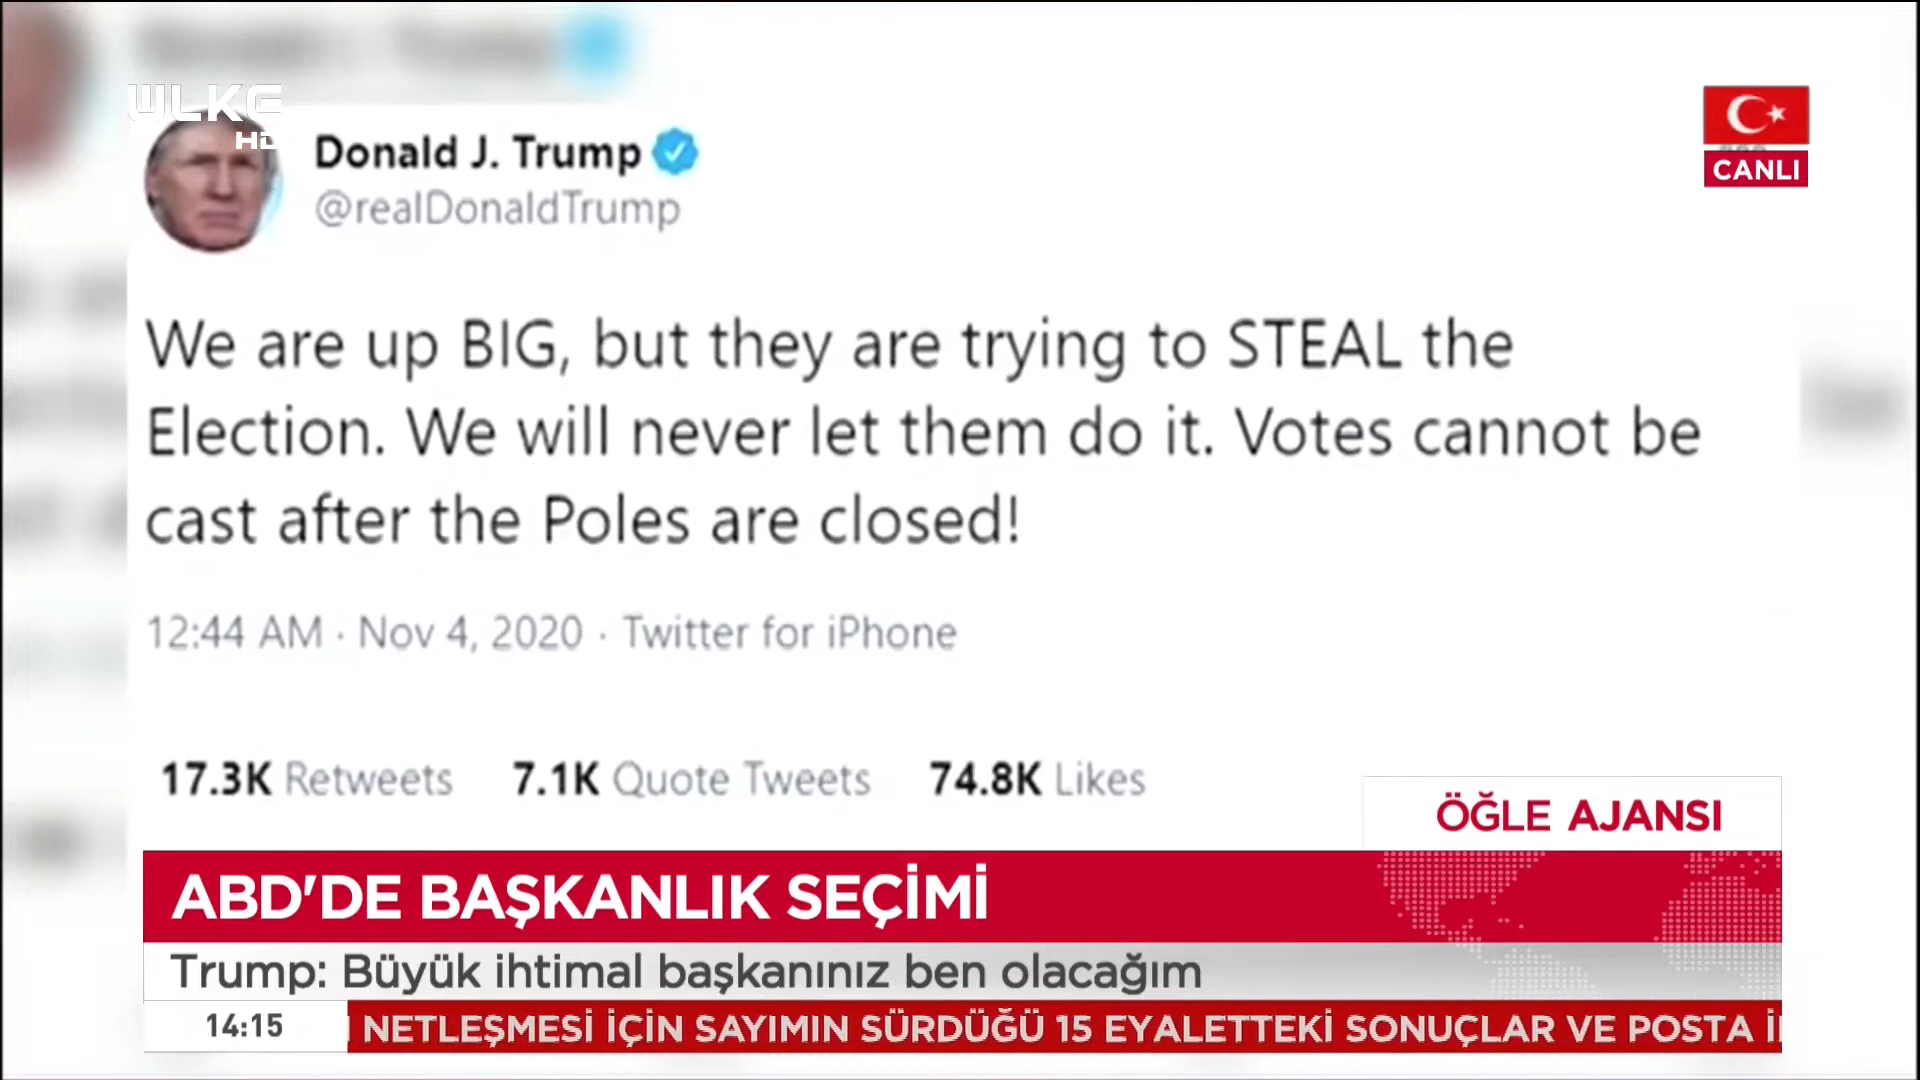 ÜLKE
HD
CANLI
Donald J. Trump
@realDonaldTrump
We are up BIG, but they are trying to STEAL the
Election. We will never let them do it. Votes cannot be
cast after the Poles are closed!
12:44 AM · Nov 4, 2020 · Twitter for iPhone
17.3K Retweets 7.1K Quote Tweets 74.8K Likes
ÖĞLE AJANSI
ABD'DE BAŞKANLIK SEÇİMİ
Trump: Büyük ihtimal başkanınız ben olacağım
14:15
NETLEŞMESİ İÇİN SAYIMIN SÜRDÜĞÜ 15 EYALETTEKİ SONUÇLAR VE POSTA